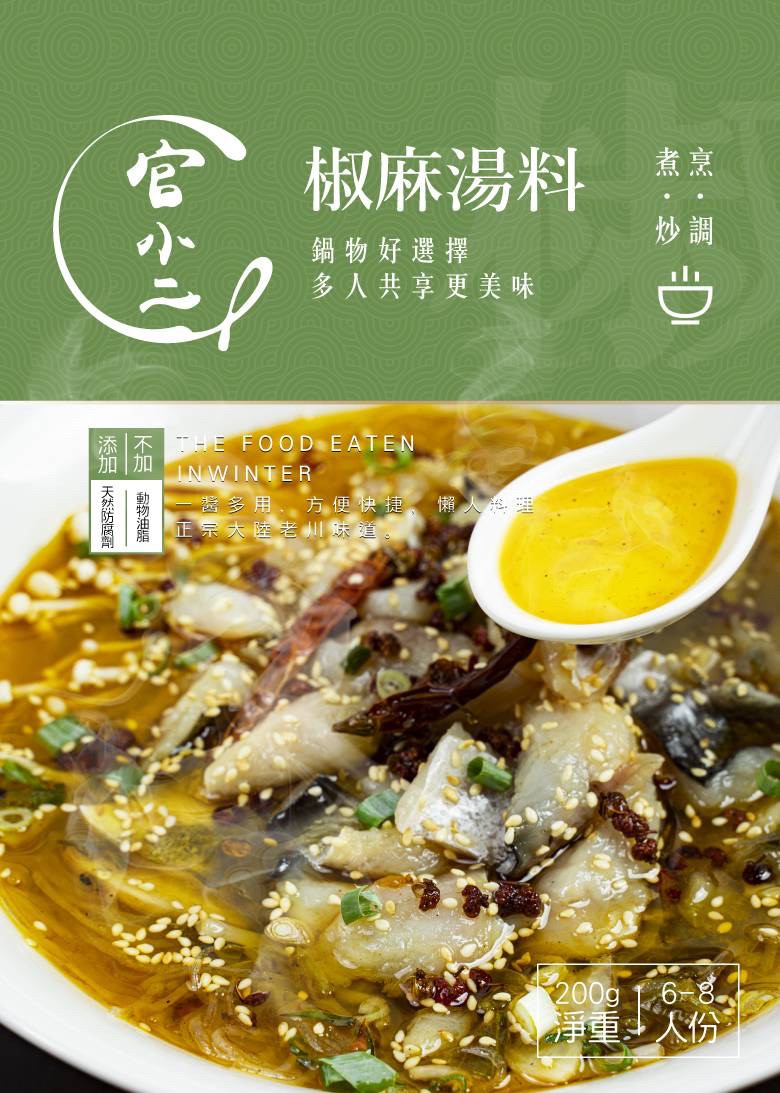 官小二
椒麻湯料
鍋物好選擇
多人共享更美味
烹·調
煮·炒
不加
添加
動物油脂
天然防腐劑
THE FOOD EATEN
INWINTER
一醬多用、方便快捷，懶人料理
正宗大陸老川味道。
200g
淨重
6-8
人份